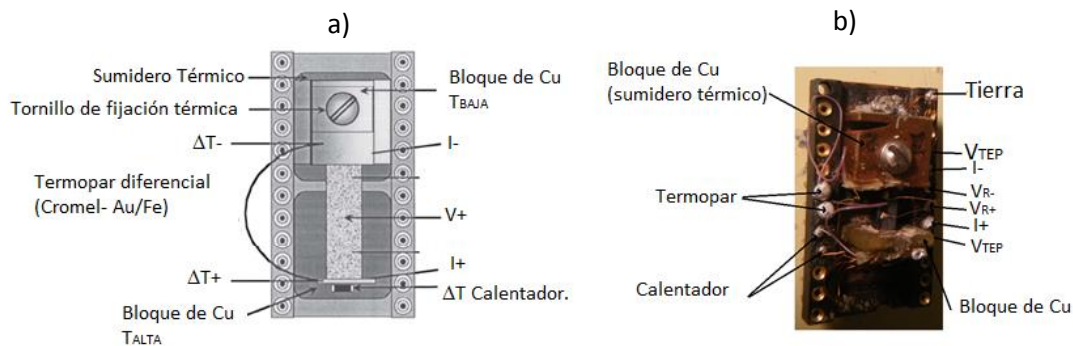 a)
Sumidero Térmico
Bloque de Cu
TBAJA
Tornillo de fijación térmica
ΔT-
I-
Termopar diferencial
(Cromel- Au/Fe)
V+
ΔT+
I+
ΔT Calentador.
Bloque de Cu
TALTA
b)
Bloque de Cu
(sumidero térmico)
Tierra
VTEP
I-
Termopar
VR-
VR+
I+
VTEP
Calentador
Bloque de Cu